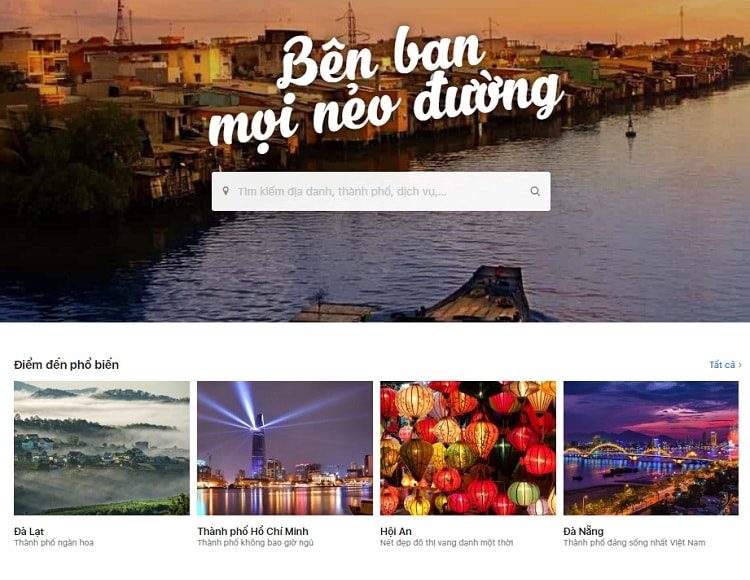 Bên bạn
mọi nẻo đường
Tìm kiếm địa danh, thành phố, dịch vụ,...
Điểm đến phổ biến
Tất cả ›
Đà Lạt
Thành phố ngàn hoa
Thành phố Hồ Chí Minh
Thành phố không bao giờ ngủ
Hội An
Nét đẹp đô thị vang danh một thời
Đà Nẵng
Thành phố đáng sống nhất Việt Nam